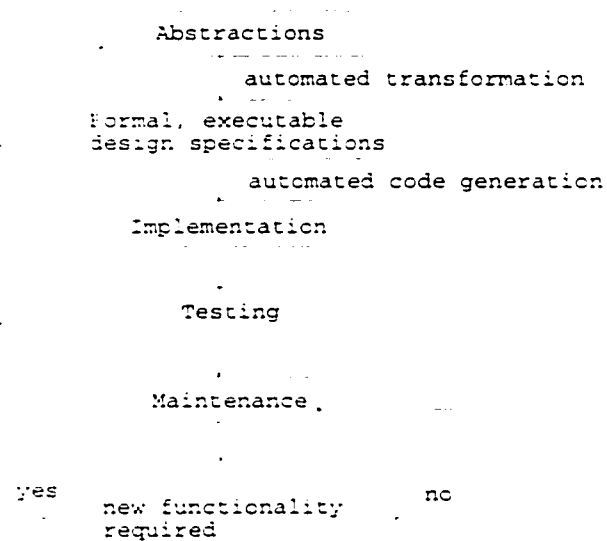 Abstractions
automated transformation
Formal, executable
design specifications
automated code generation
Implementation
Testing
Maintenance
yes
no
new functionality
required